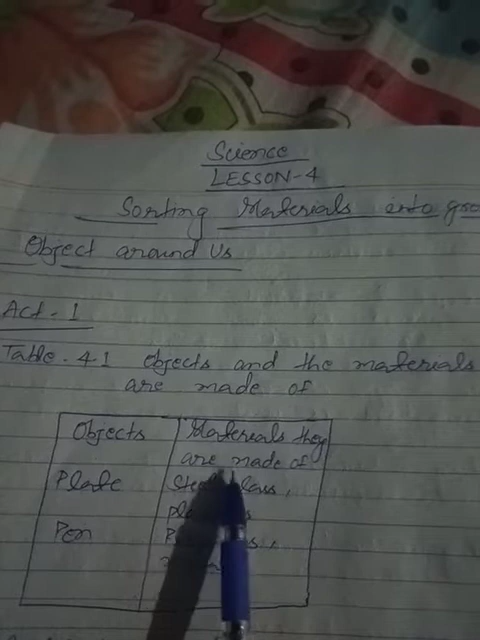 Science
LESSON-4
Sorting Materials into
Object around Us
Act-1
Table. 4.1 Objects and the materials
are made of
Objects
Materials they
are made of
Plate
Pen